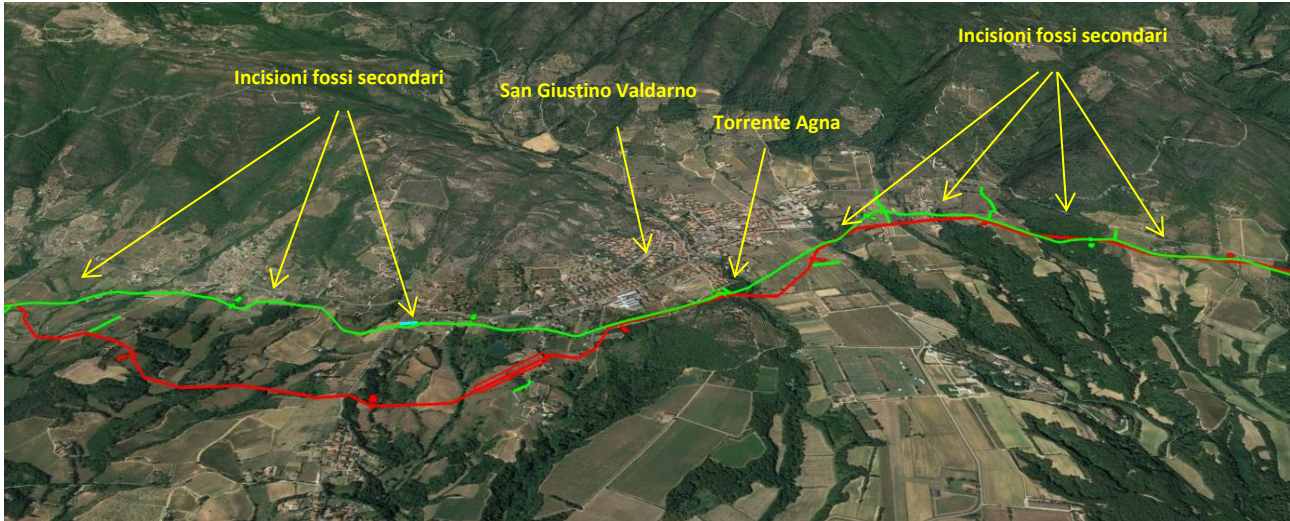 Incisioni fossi secondari
Incisioni fossi secondari
San Giustino Valdarno
Torrente Agna